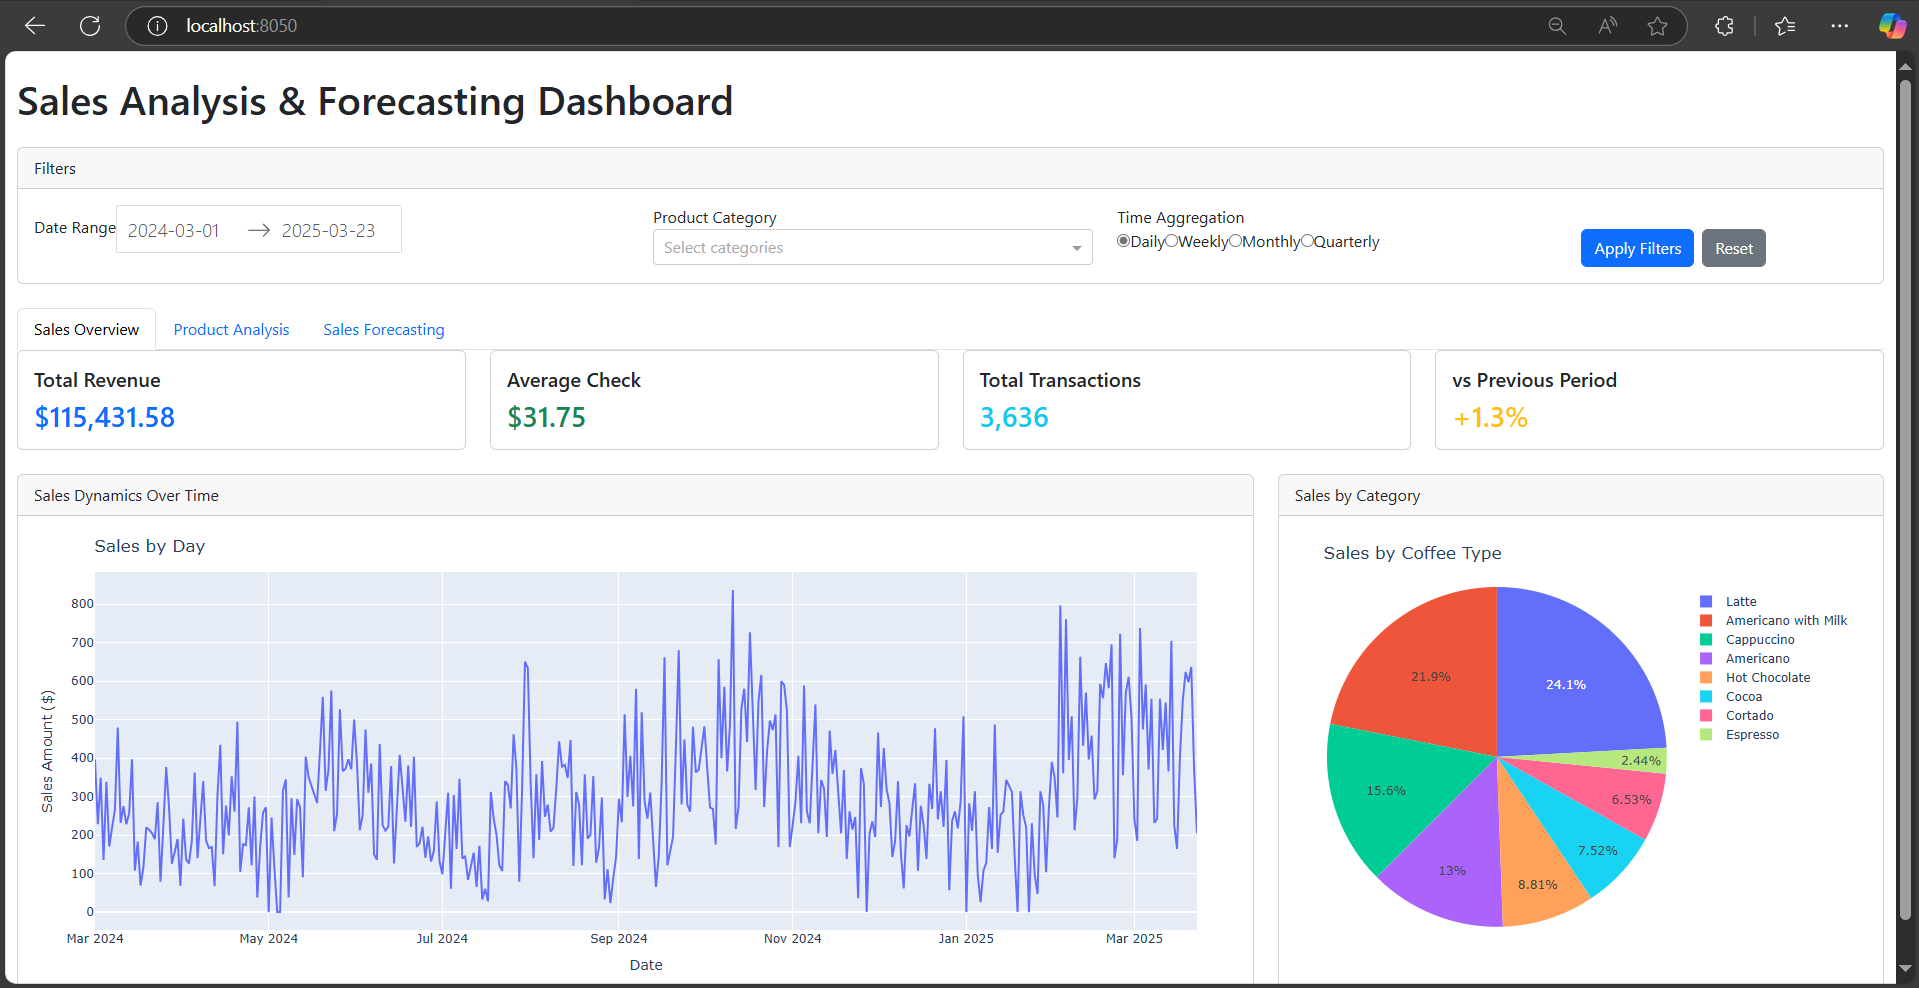 localhost:8050
Sales Analysis & Forecasting Dashboard
Filters
Date Range
2024-03-01 → 2025-03-23
Product Category
Select categories
Time Aggregation
Daily Weekly Monthly Quarterly
Apply Filters
Reset
Sales Overview
Product Analysis
Sales Forecasting
Total Revenue
$115,431.58
Average Check
$31.75
Total Transactions
3,636
vs Previous Period
+1.3%
Sales Dynamics Over Time
Sales by Day
Sales Amount ($)
800
700
600
500
400
300
200
100
0
Mar 2024
May 2024
Jul 2024
Sep 2024
Nov 2024
Jan 2025
Mar 2025
Date
Sales by Category
Sales by Coffee Type
24.1%
21.9%
15.6%
13%
8.81%
7.52%
6.53%
2.44%
Latte
Americano with Milk
Cappuccino
Americano
Hot Chocolate
Cocoa
Cortado
Espresso